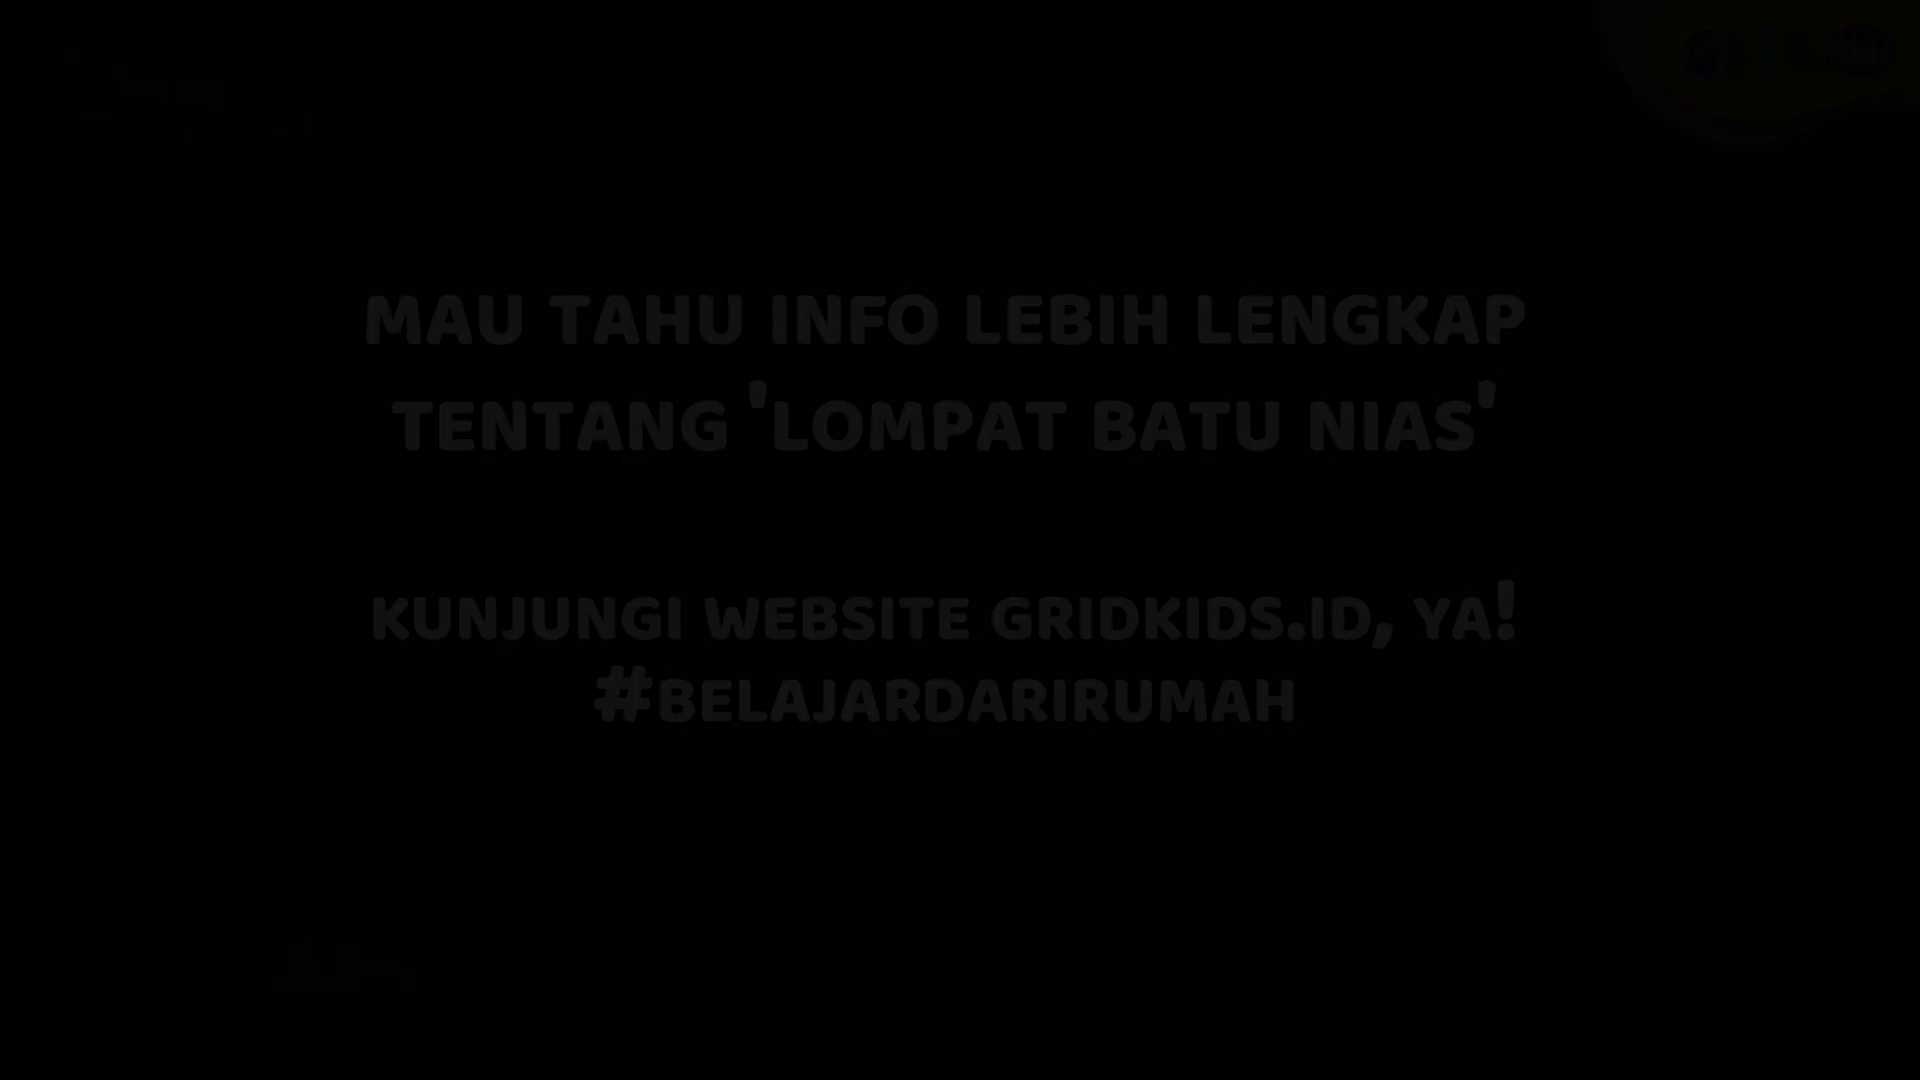 MAU TAHU INFO LEBIH LENGKAP
TENTANG 'LOMPAT BATU NIAS'
KUNJUNGI WEBSITE GRIDKIDS.ID, YA!
#BELAJARDARIRUMAH